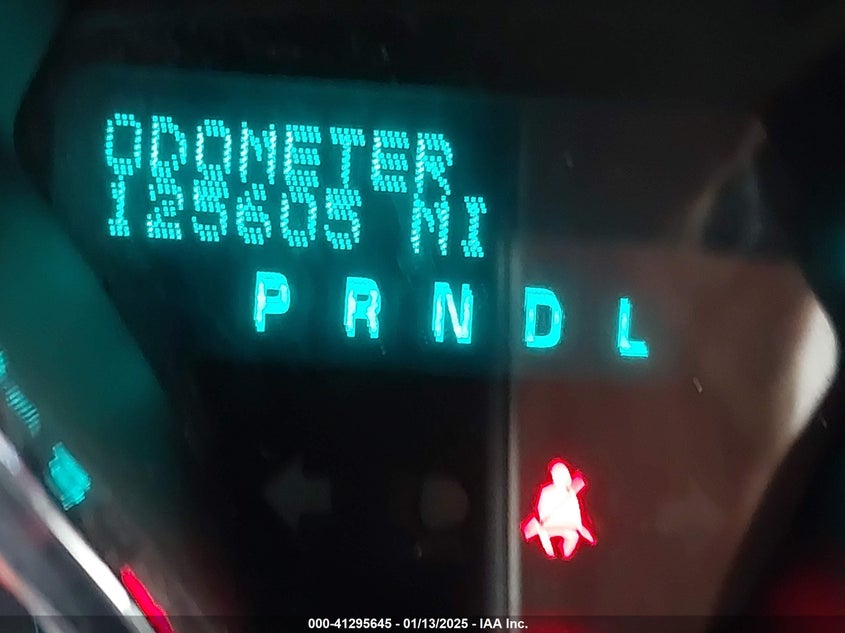 ODOMETER
125605 MI
P R N D L
000-41295645 - 01/13/2025 - IAA Inc.